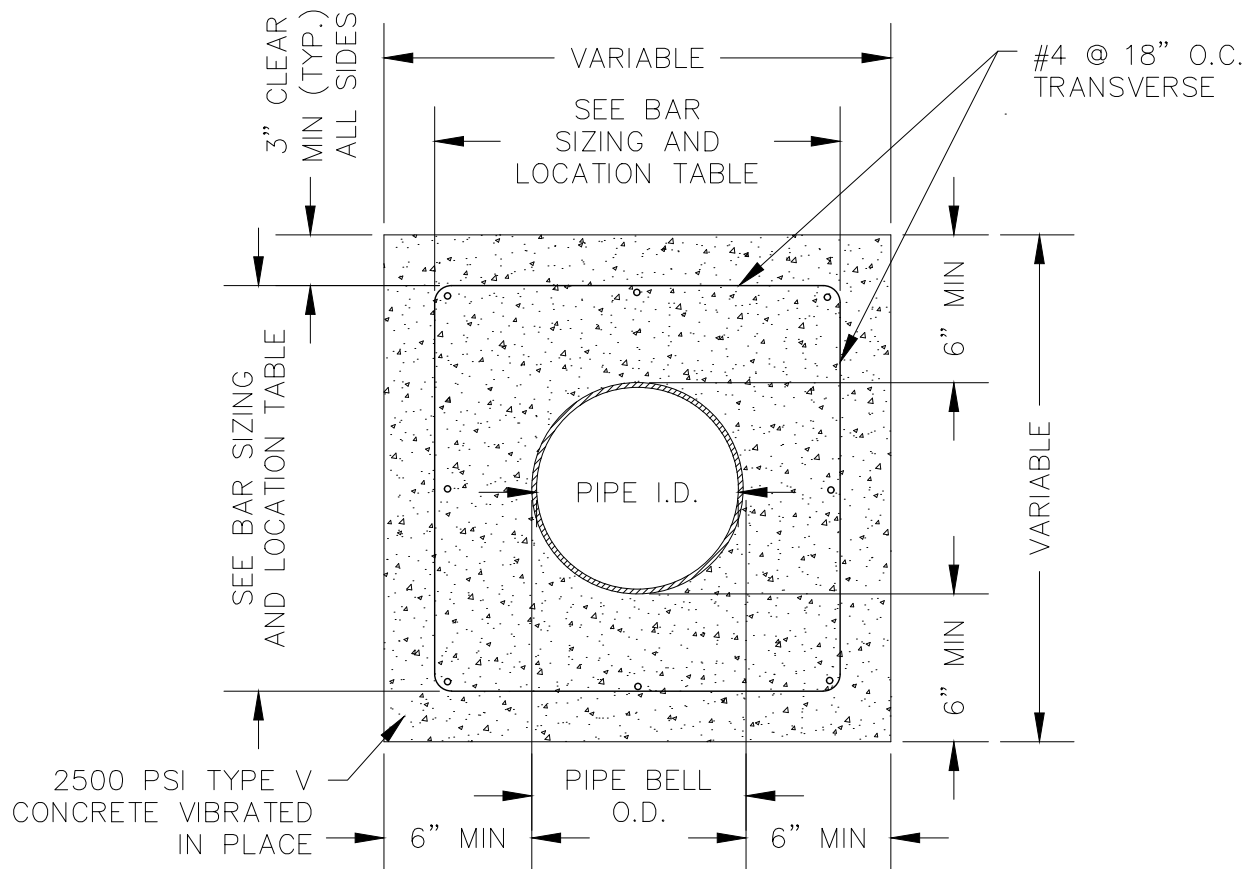 3” CLEAR
MIN (TYP.)
ALL SIDES
VARIABLE
#4 @ 18” O.C.
TRANSVERSE
SEE BAR
SIZING AND
LOCATION TABLE
6” MIN
SEE BAR SIZING
AND LOCATION TABLE
PIPE I.D.
VARIABLE
6” MIN
2500 PSI TYPE V
CONCRETE VIBRATED
IN PLACE
PIPE BELL
O.D.
6” MIN
6” MIN